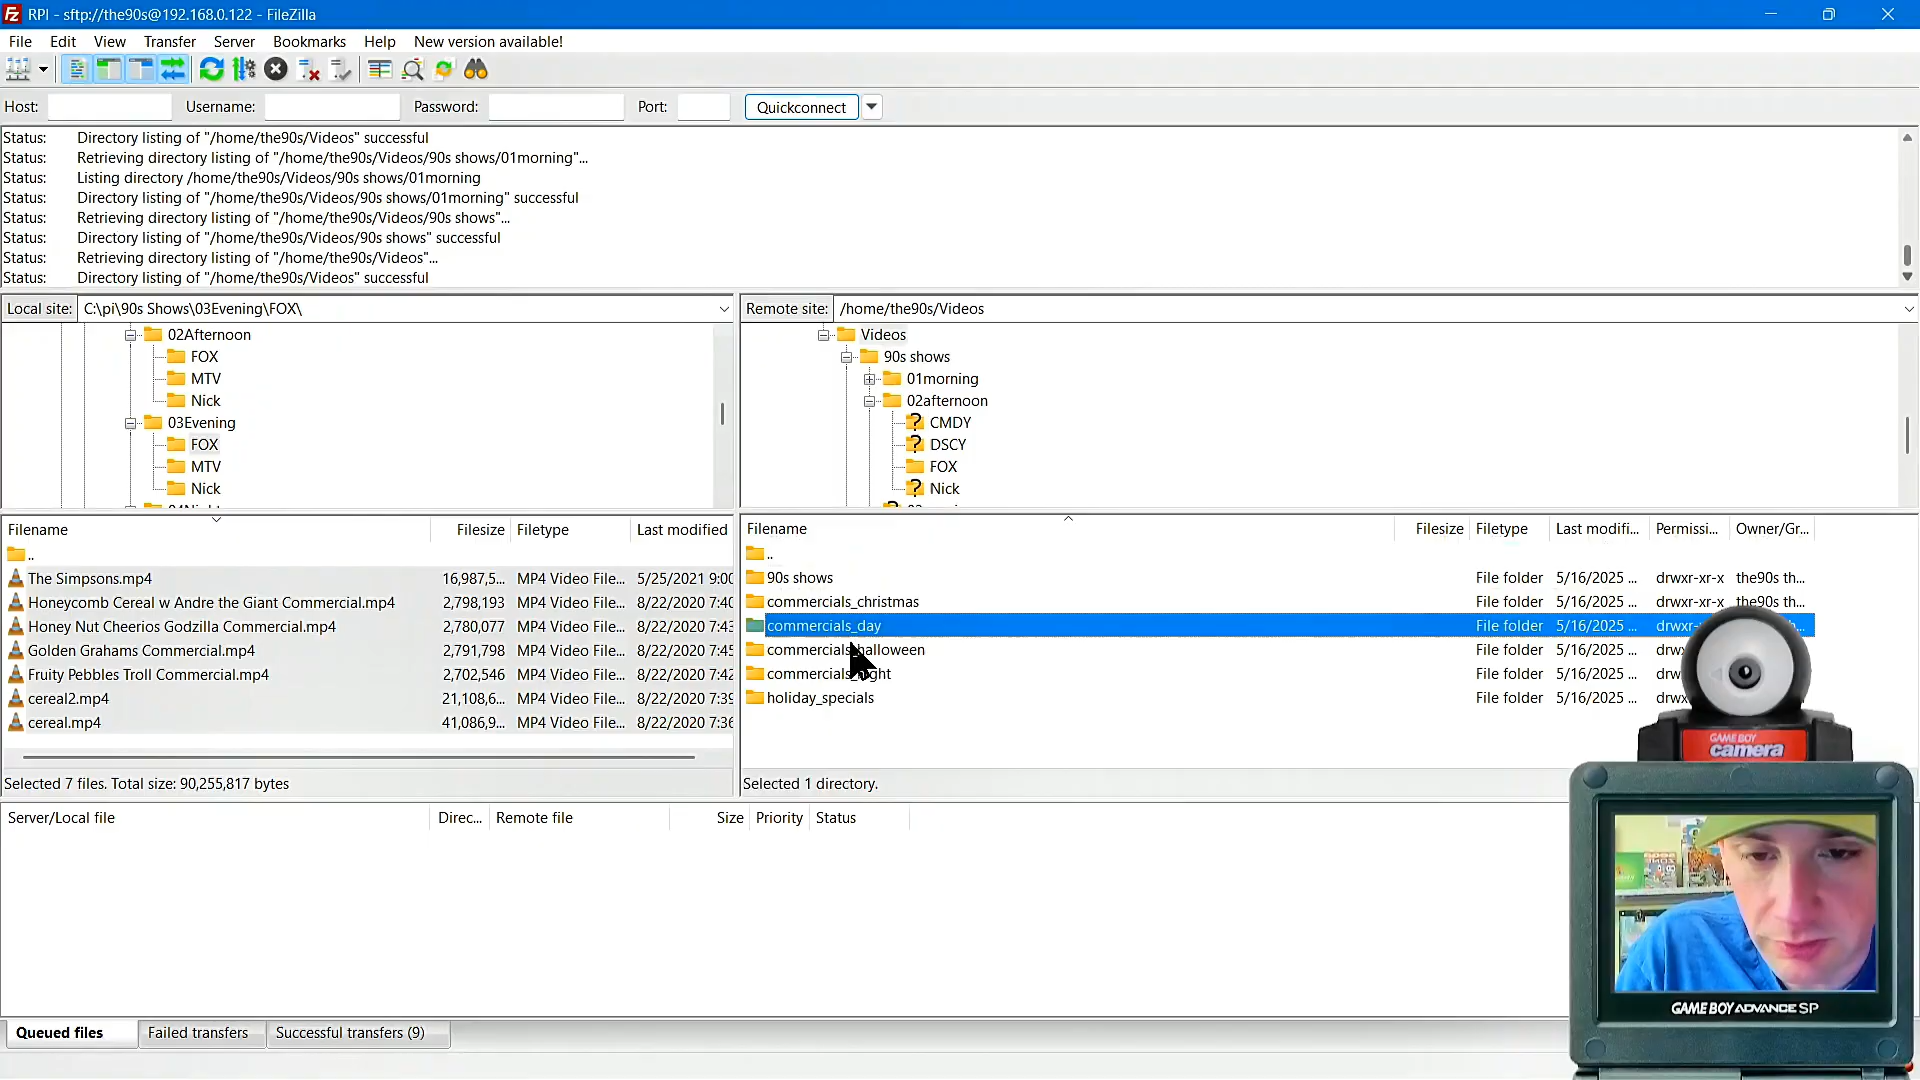 RPI - sftp://the90s@192.168.0.122 - FileZilla
File Edit View Transfer Server Bookmarks Help New version available!
Host: Username: Password: Port: Quickconnect
Status: Directory listing of "/home/the90s/Videos" successful
Status: Retrieving directory listing of "/home/the90s/Videos/90s shows/01morning"...
Status: Listing directory /home/the90s/Videos/90s shows/01morning
Status: Directory listing of "/home/the90s/Videos/90s shows/01morning" successful
Status: Retrieving directory listing of "/home/the90s/Videos/90s shows"...
Status: Directory listing of "/home/the90s/Videos/90s shows" successful
Status: Retrieving directory listing of "/home/the90s/Videos"...
Status: Directory listing of "/home/the90s/Videos" successful
Local site: C:\pi\90s Shows\03Evening\FOX\
02Afternoon
FOX
MTV
Nick
03Evening
FOX
MTV
Nick
Filename Filesize Filetype Last modified
..
The Simpsons.mp4 16,987,5... MP4 Video File... 5/25/2021 9:00
Honeycomb Cereal w Andre the Giant Commercial.mp4 2,798,193 MP4 Video File... 8/22/2020 7:40
Honey Nut Cheerios Godzilla Commercial.mp4 2,780,077 MP4 Video File... 8/22/2020 7:43
Golden Grahams Commercial.mp4 2,791,798 MP4 Video File... 8/22/2020 7:45
Fruity Pebbles Troll Commercial.mp4 2,702,546 MP4 Video File... 8/22/2020 7:42
cereal2.mp4 21,108,6... MP4 Video File... 8/22/2020 7:39
cereal.mp4 41,086,9... MP4 Video File... 8/22/2020 7:36
Selected 7 files. Total size: 90,255,817 bytes
Remote site: /home/the90s/Videos
Videos
90s shows
01morning
02afternoon
CMDY
DSCY
FOX
Nick
Filename Filesize Filetype Last modifi... Permissi... Owner/Gr...
..
90s shows File folder 5/16/2025 ... drwxr-xr-x the90s th...
commercials_christmas File folder 5/16/2025 ... drwxr-xr-x the90s th...
commercials_day File folder 5/16/2025 ...
commercials_halloween File folder 5/16/2025 ...
commercials_night File folder 5/16/2025 ...
holiday_specials File folder 5/16/2025 ...
Selected 1 directory.
Server/Local file Direc... Remote file Size Priority Status
Queued files Failed transfers Successful transfers (9)
GAME BOY
camera
GAME BOY ADVANCE SP